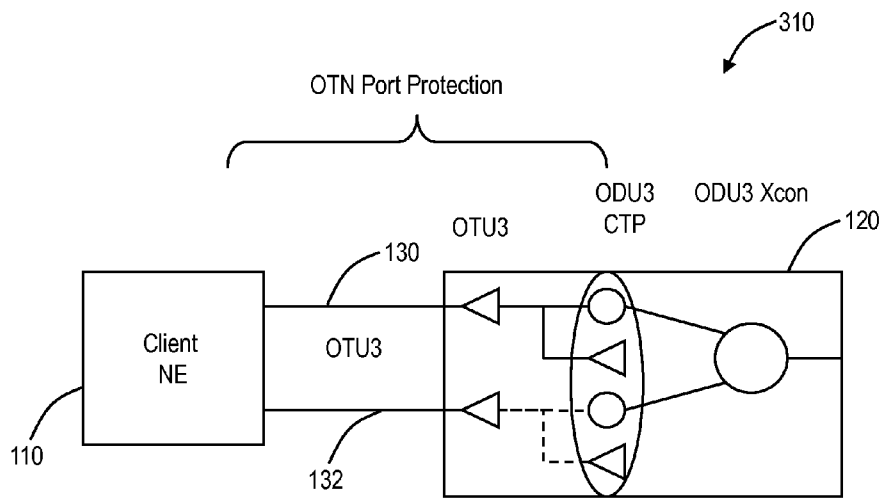 310
OTN Port Protection
ODU3
CTP
ODU3 Xcon
OTU3
120
130
Client
NE
OTU3
110
132